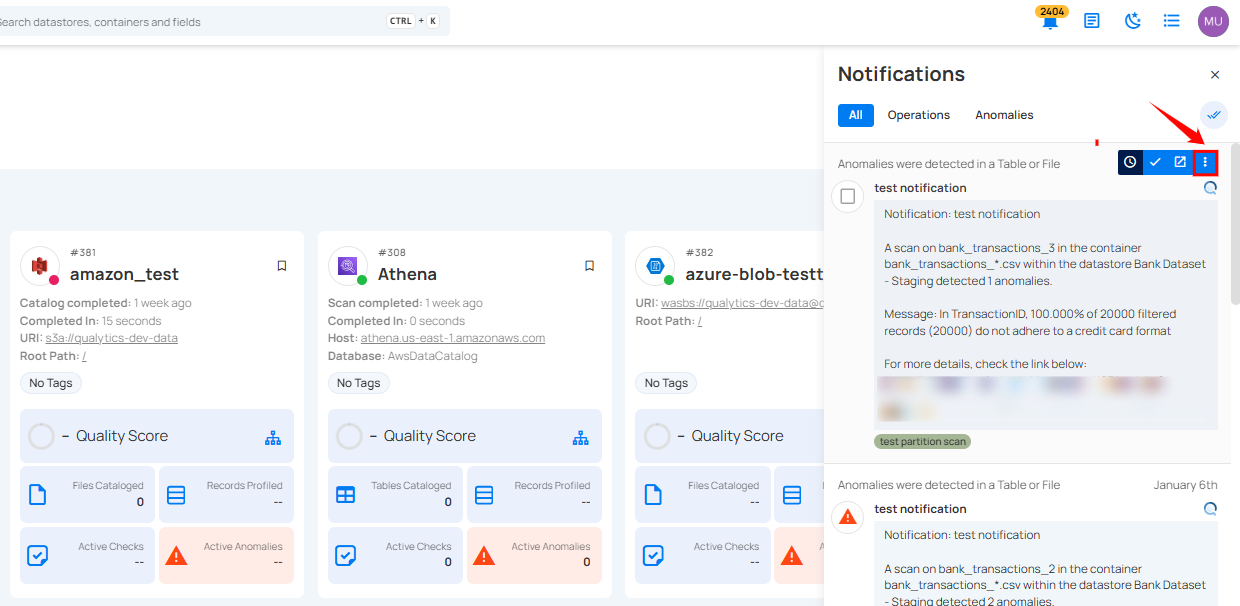 Search datastores, containers and fields
CTRL + K
2404
MU
Notifications
All Operations Anomalies
Anomalies were detected in a Table or File
test notification
Notification: test notification
A scan on bank_transactions_3 in the container
bank_transactions_*.csv within the datastore Bank Dataset
- Staging detected 1 anomalies.
Message: In TransactionID, 100.000% of 20000 filtered
records (20000) do not adhere to a credit card format
For more details, check the link below:
test partition scan
Anomalies were detected in a Table or File January 6th
test notification
Notification: test notification
A scan on bank_transactions_2 in the container
bank_transactions_*.csv within the datastore Bank Dataset
- Staging detected 2 anomalies.
#381
amazon_test
Catalog completed: 1 week ago
Completed In: 15 seconds
URI: s3a://qualytics-dev-data
Root Path: /
No Tags
– Quality Score
Files Cataloged
0
Records Profiled
--
Active Checks
--
Active Anomalies
--
#308
Athena
Scan completed: 1 week ago
Completed In: 0 seconds
Host: athena.us-east-1.amazonaws.com
Database: AwsDataCatalog
No Tags
– Quality Score
Tables Cataloged
0
Records Profiled
--
Active Checks
0
Active Anomalies
0
#382
azure-blob-testt
URI: wasbs://qualytics-dev-data@
Root Path: /
No Tags
– Quality Score
Files Cataloged
--
Active Checks
--